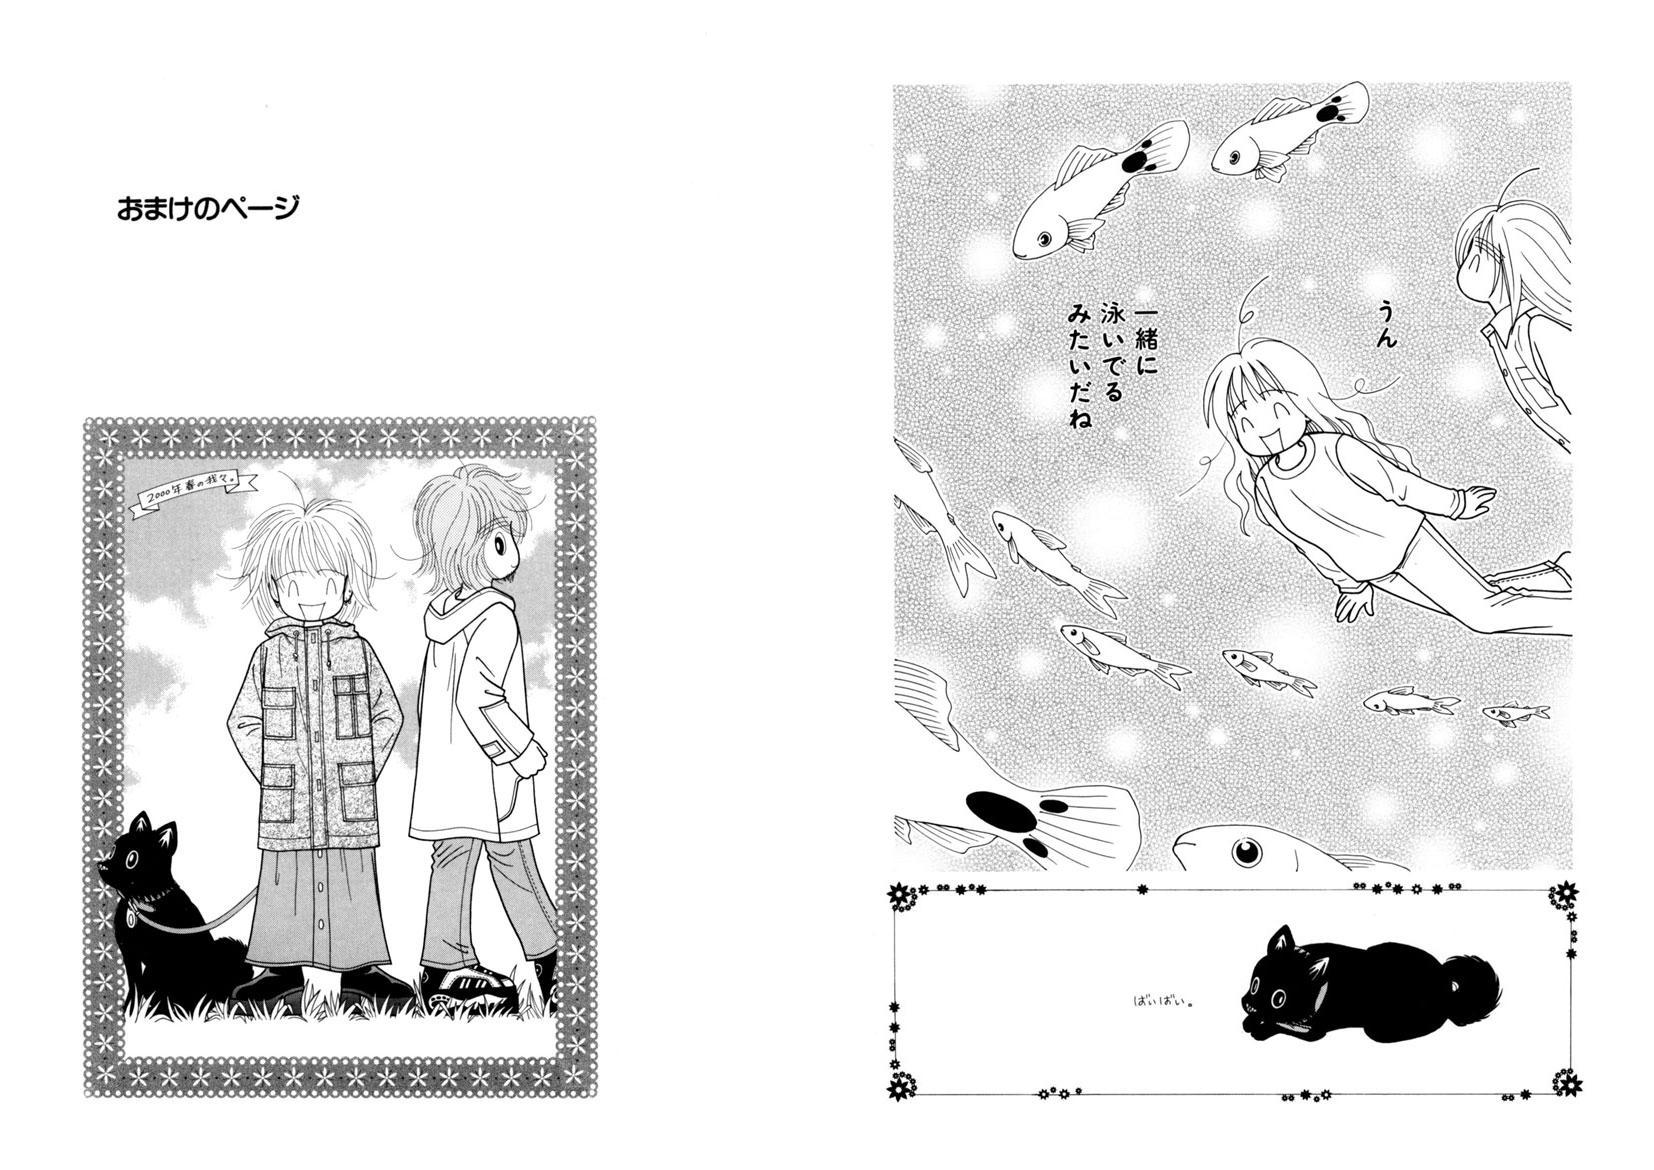 うん
一緒に
泳いでる
みたいだね
ばいばい。
おまけのページ
2000年春の我々。